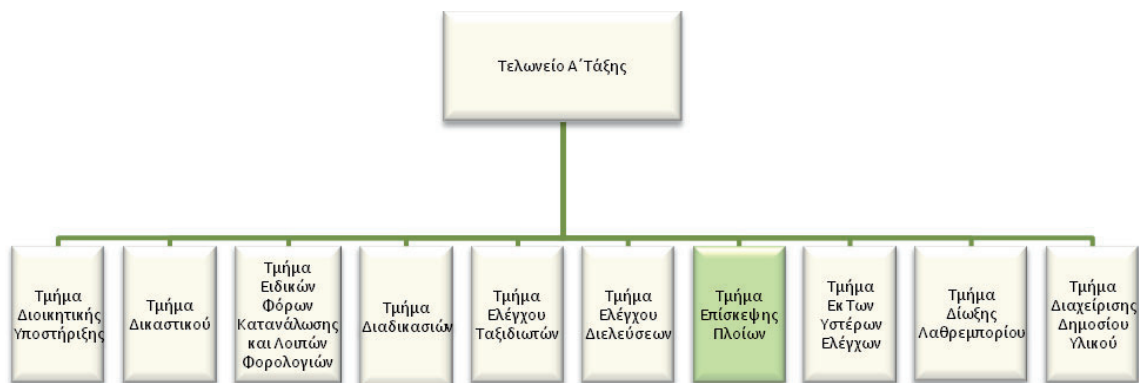 Τελωνείο Α΄ Τάξης
Τμήμα
Διοικητικής
Υποστήριξης
Τμήμα
Δικαστικού
Τμήμα
Ειδικών
Φόρων
Κατανάλωσης
και Λοιπών
Φορολογιών
Τμήμα
Διαδικασιών
Τμήμα
Ελέγχου
Ταξιδιωτών
Τμήμα
Ελέγχου
Διελεύσεων
Τμήμα
Επίσκεψης
Πλοίων
Τμήμα
Εκ Των
Υστέρων
Ελέγχων
Τμήμα
Δίωξης
Λαθρεμπορίου
Τμήμα
Διαχείρισης
Δημοσίου
Υλικού